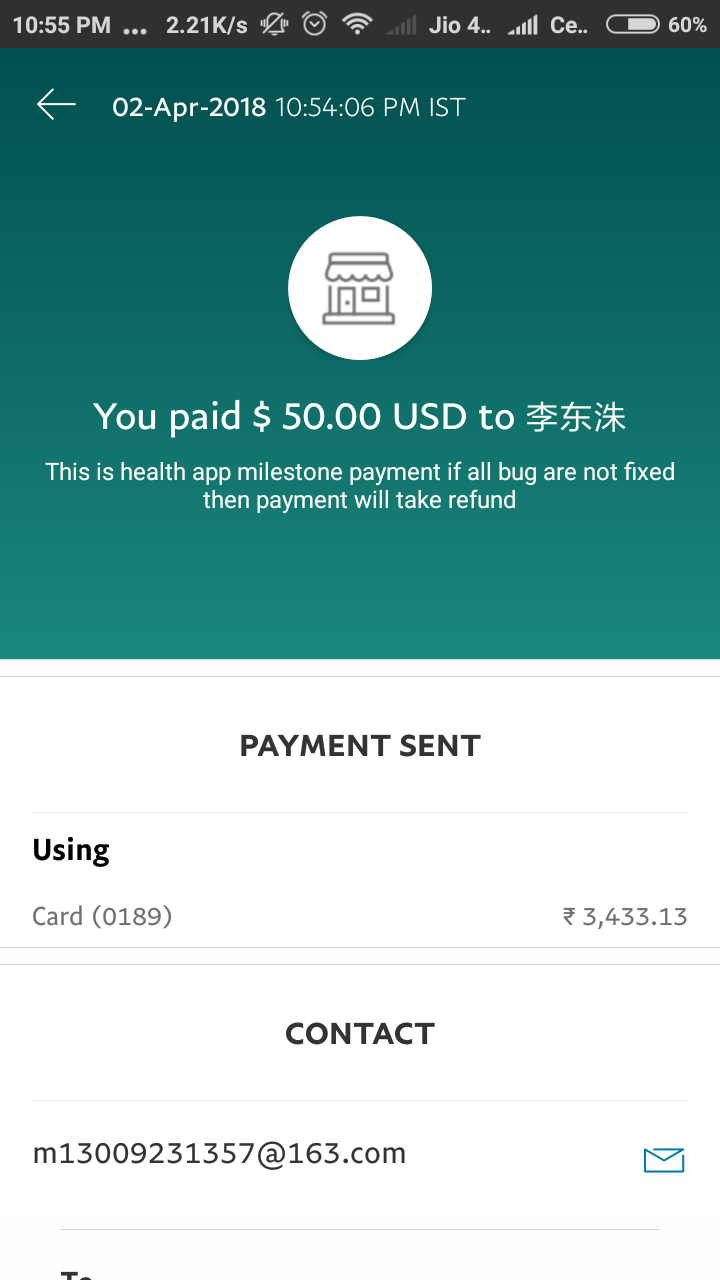 10:55 PM ... 2.21K/s Jio 4.. Ce.. 60%
02-Apr-2018 10:54:06 PM IST
You paid $ 50.00 USD to 李东洙
This is health app milestone payment if all bug are not fixed
then payment will take refund
PAYMENT SENT
Using
Card (0189) ₹ 3,433.13
CONTACT
m13009231357@163.com